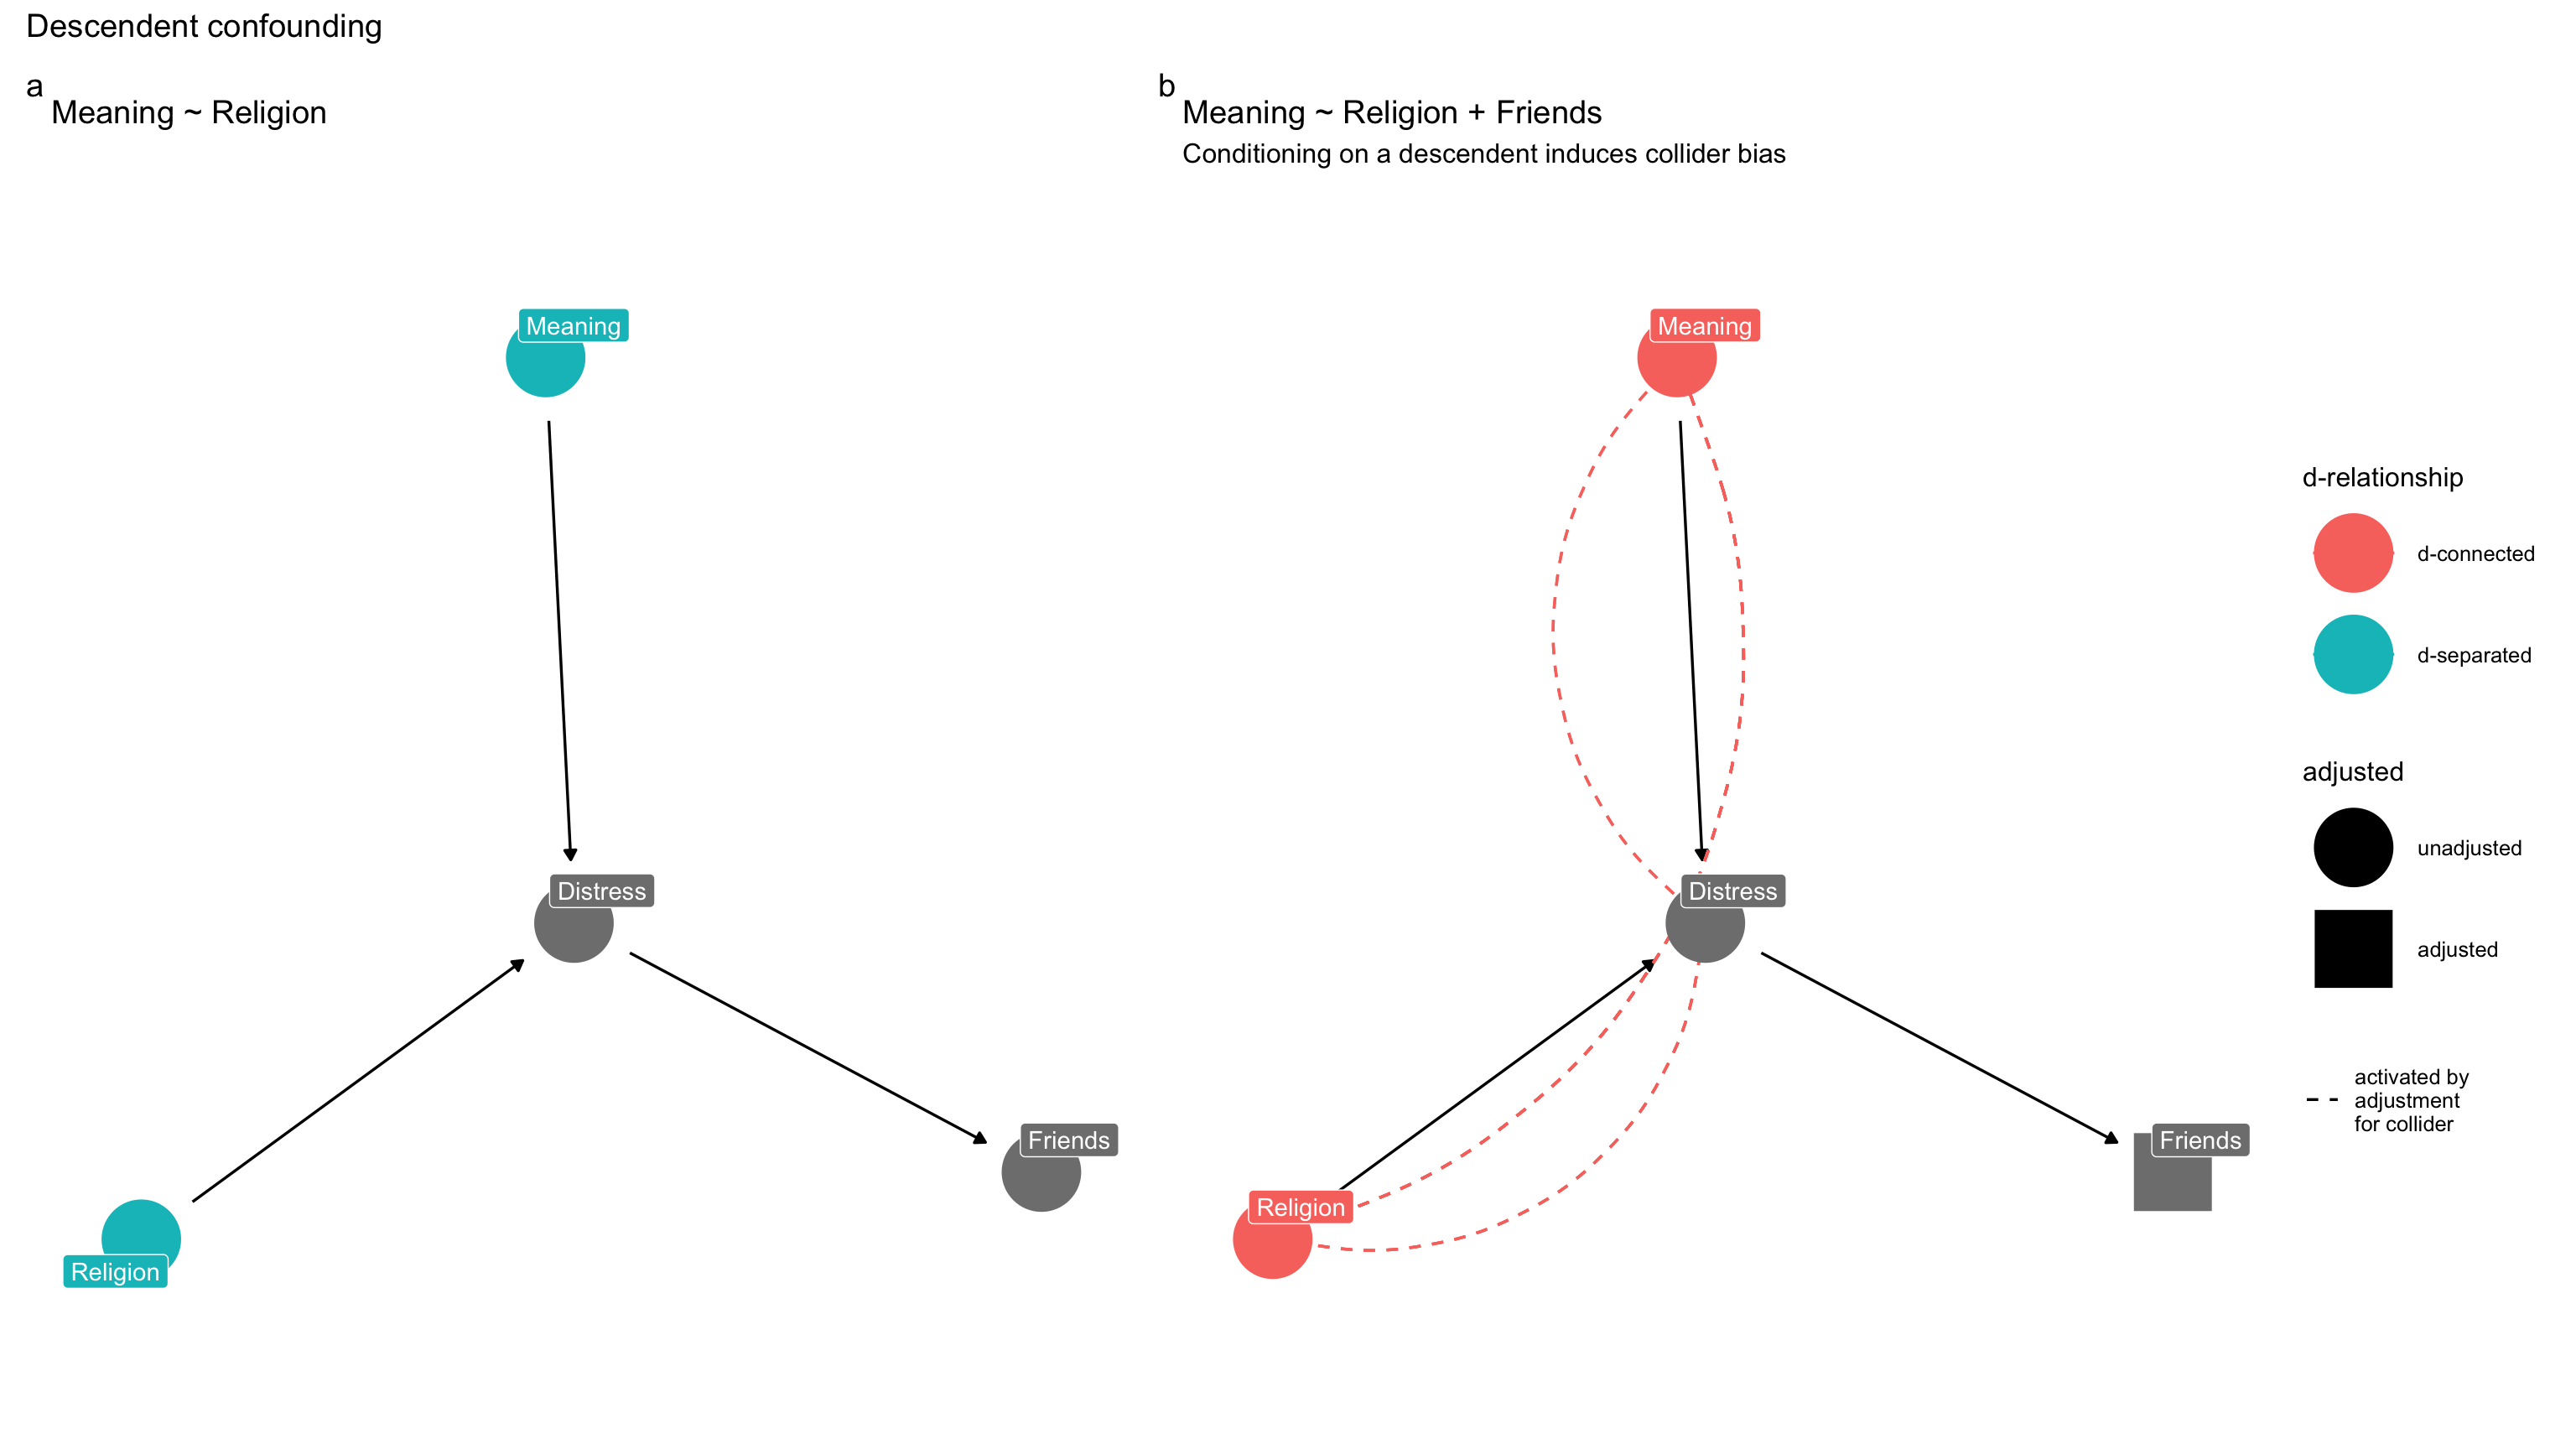 Descendent confounding
a
Meaning ~ Religion
Meaning
Distress
Friends
Religion
b
Meaning ~ Religion + Friends
Conditioning on a descendent induces collider bias
Meaning
Distress
Friends
Religion
d-relationship
d-connected
d-separated
adjusted
unadjusted
adjusted
activated by
adjustment
for collider